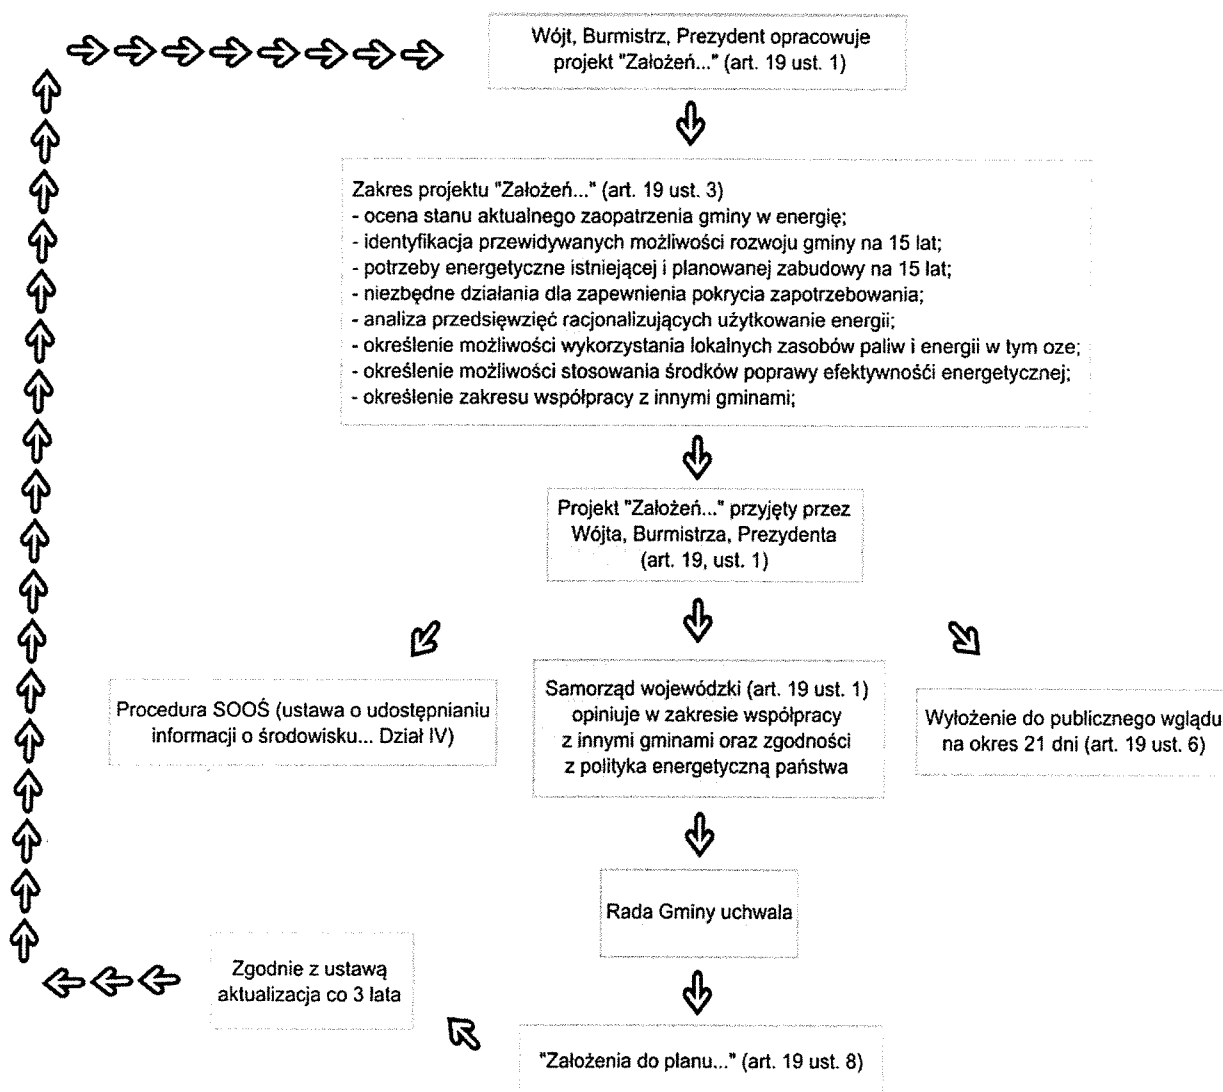 Wójt, Burmistrz, Prezydent opracowuje
projekt "Założeń..." (art. 19 ust. 1)
Zakres projektu "Założeń..." (art. 19 ust. 3)
- ocena stanu aktualnego zaopatrzenia gminy w energię;
- identyfikacja przewidywanych możliwości rozwoju gminy na 15 lat;
- potrzeby energetyczne istniejącej i planowanej zabudowy na 15 lat;
- niezbędne działania dla zapewnienia pokrycia zapotrzebowania;
- analiza przedsięwzięć racjonalizujących użytkowanie energii;
- określenie możliwości wykorzystania lokalnych zasobów paliw i energii w tym oze;
- określenie możliwości stosowania środków poprawy efektywnośći energetycznej;
- określenie zakresu współpracy z innymi gminami;
Projekt "Założeń..." przyjęty przez
Wójta, Burmistrza, Prezydenta
(art. 19, ust. 1)
Procedura SOOŚ (ustawa o udostępnianiu
informacji o środowisku... Dział IV)
Samorząd wojewódzki (art. 19 ust. 1)
opiniuje w zakresie współpracy
z innymi gminami oraz zgodności
z polityka energetyczną państwa
Wyłożenie do publicznego wglądu
na okres 21 dni (art. 19 ust. 6)
Rada Gminy uchwala
Zgodnie z ustawą
aktualizacja co 3 lata
"Założenia do planu..." (art. 19 ust. 8)